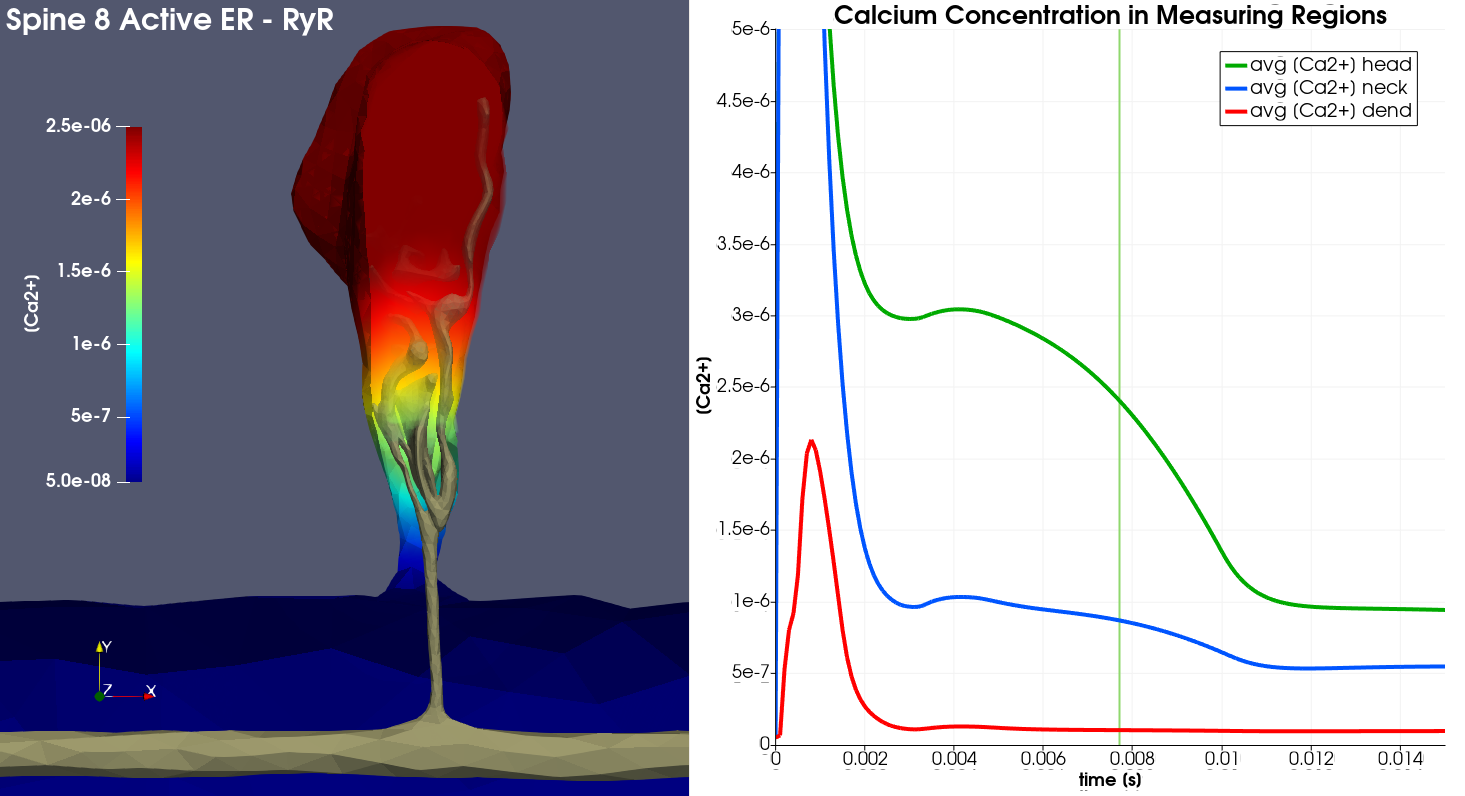 Spine 8 Active ER - RyR
2.5e-06
2e-6
1.5e-6
1e-6
5e-7
5.0e-08
(Ca2+)
Y
Z
X
Calcium Concentration in Measuring Regions
avg (Ca2+) head
avg (Ca2+) neck
avg (Ca2+) dend
5e-6
4.5e-6
4e-6
3.5e-6
3e-6
2.5e-6
2e-6
1.5e-6
1e-6
5e-7
0
(Ca2+)
0 0.002 0.004 0.006 0.008 0.01 0.012 0.014
time (s)